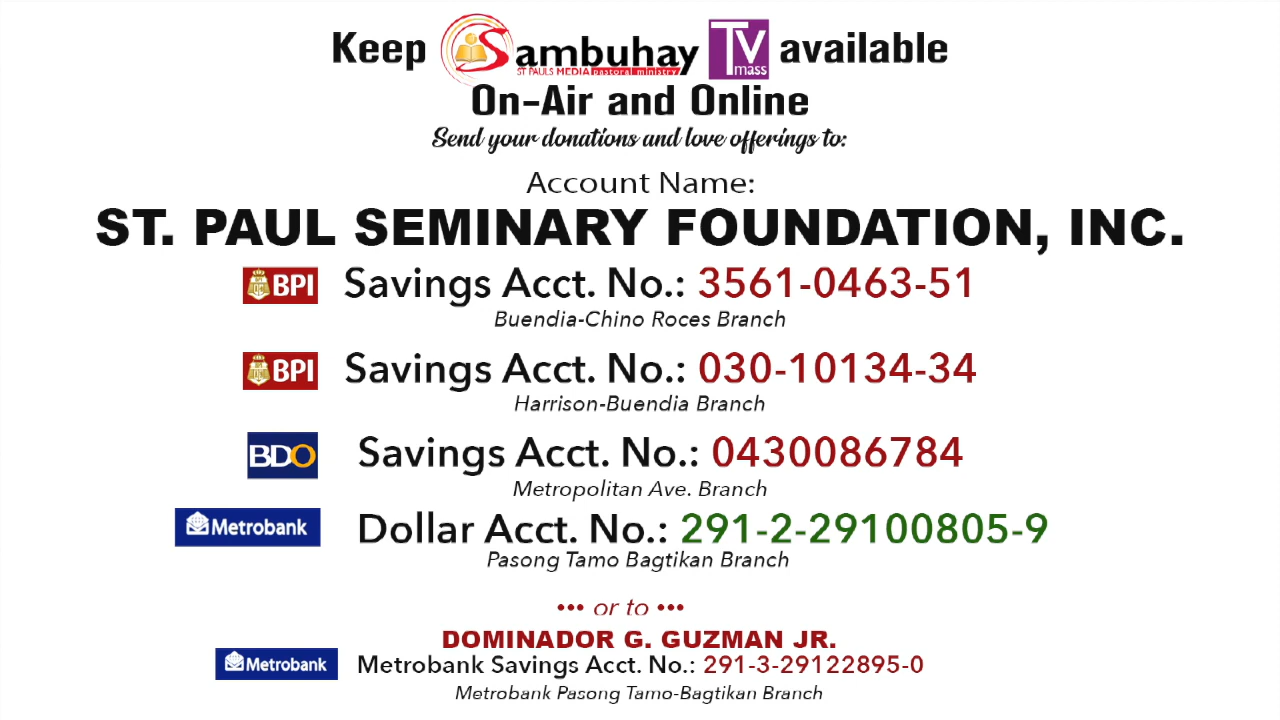 Keep Sambuhay TV mass available
ST PAULS MEDIA pastoral ministry
On-Air and Online
Send your donations and love offerings to:
Account Name:
ST. PAUL SEMINARY FOUNDATION, INC.
BPI Savings Acct. No.: 3561-0463-51
Buendia-Chino Roces Branch
BPI Savings Acct. No.: 030-10134-34
Harrison-Buendia Branch
BDO Savings Acct. No.: 0430086784
Metropolitan Ave. Branch
Metrobank Dollar Acct. No.: 291-2-29100805-9
Pasong Tamo Bagtikan Branch
••• or to •••
DOMINADOR G. GUZMAN JR.
Metrobank Metrobank Savings Acct. No.: 291-3-29122895-0
Metrobank Pasong Tamo-Bagtikan Branch